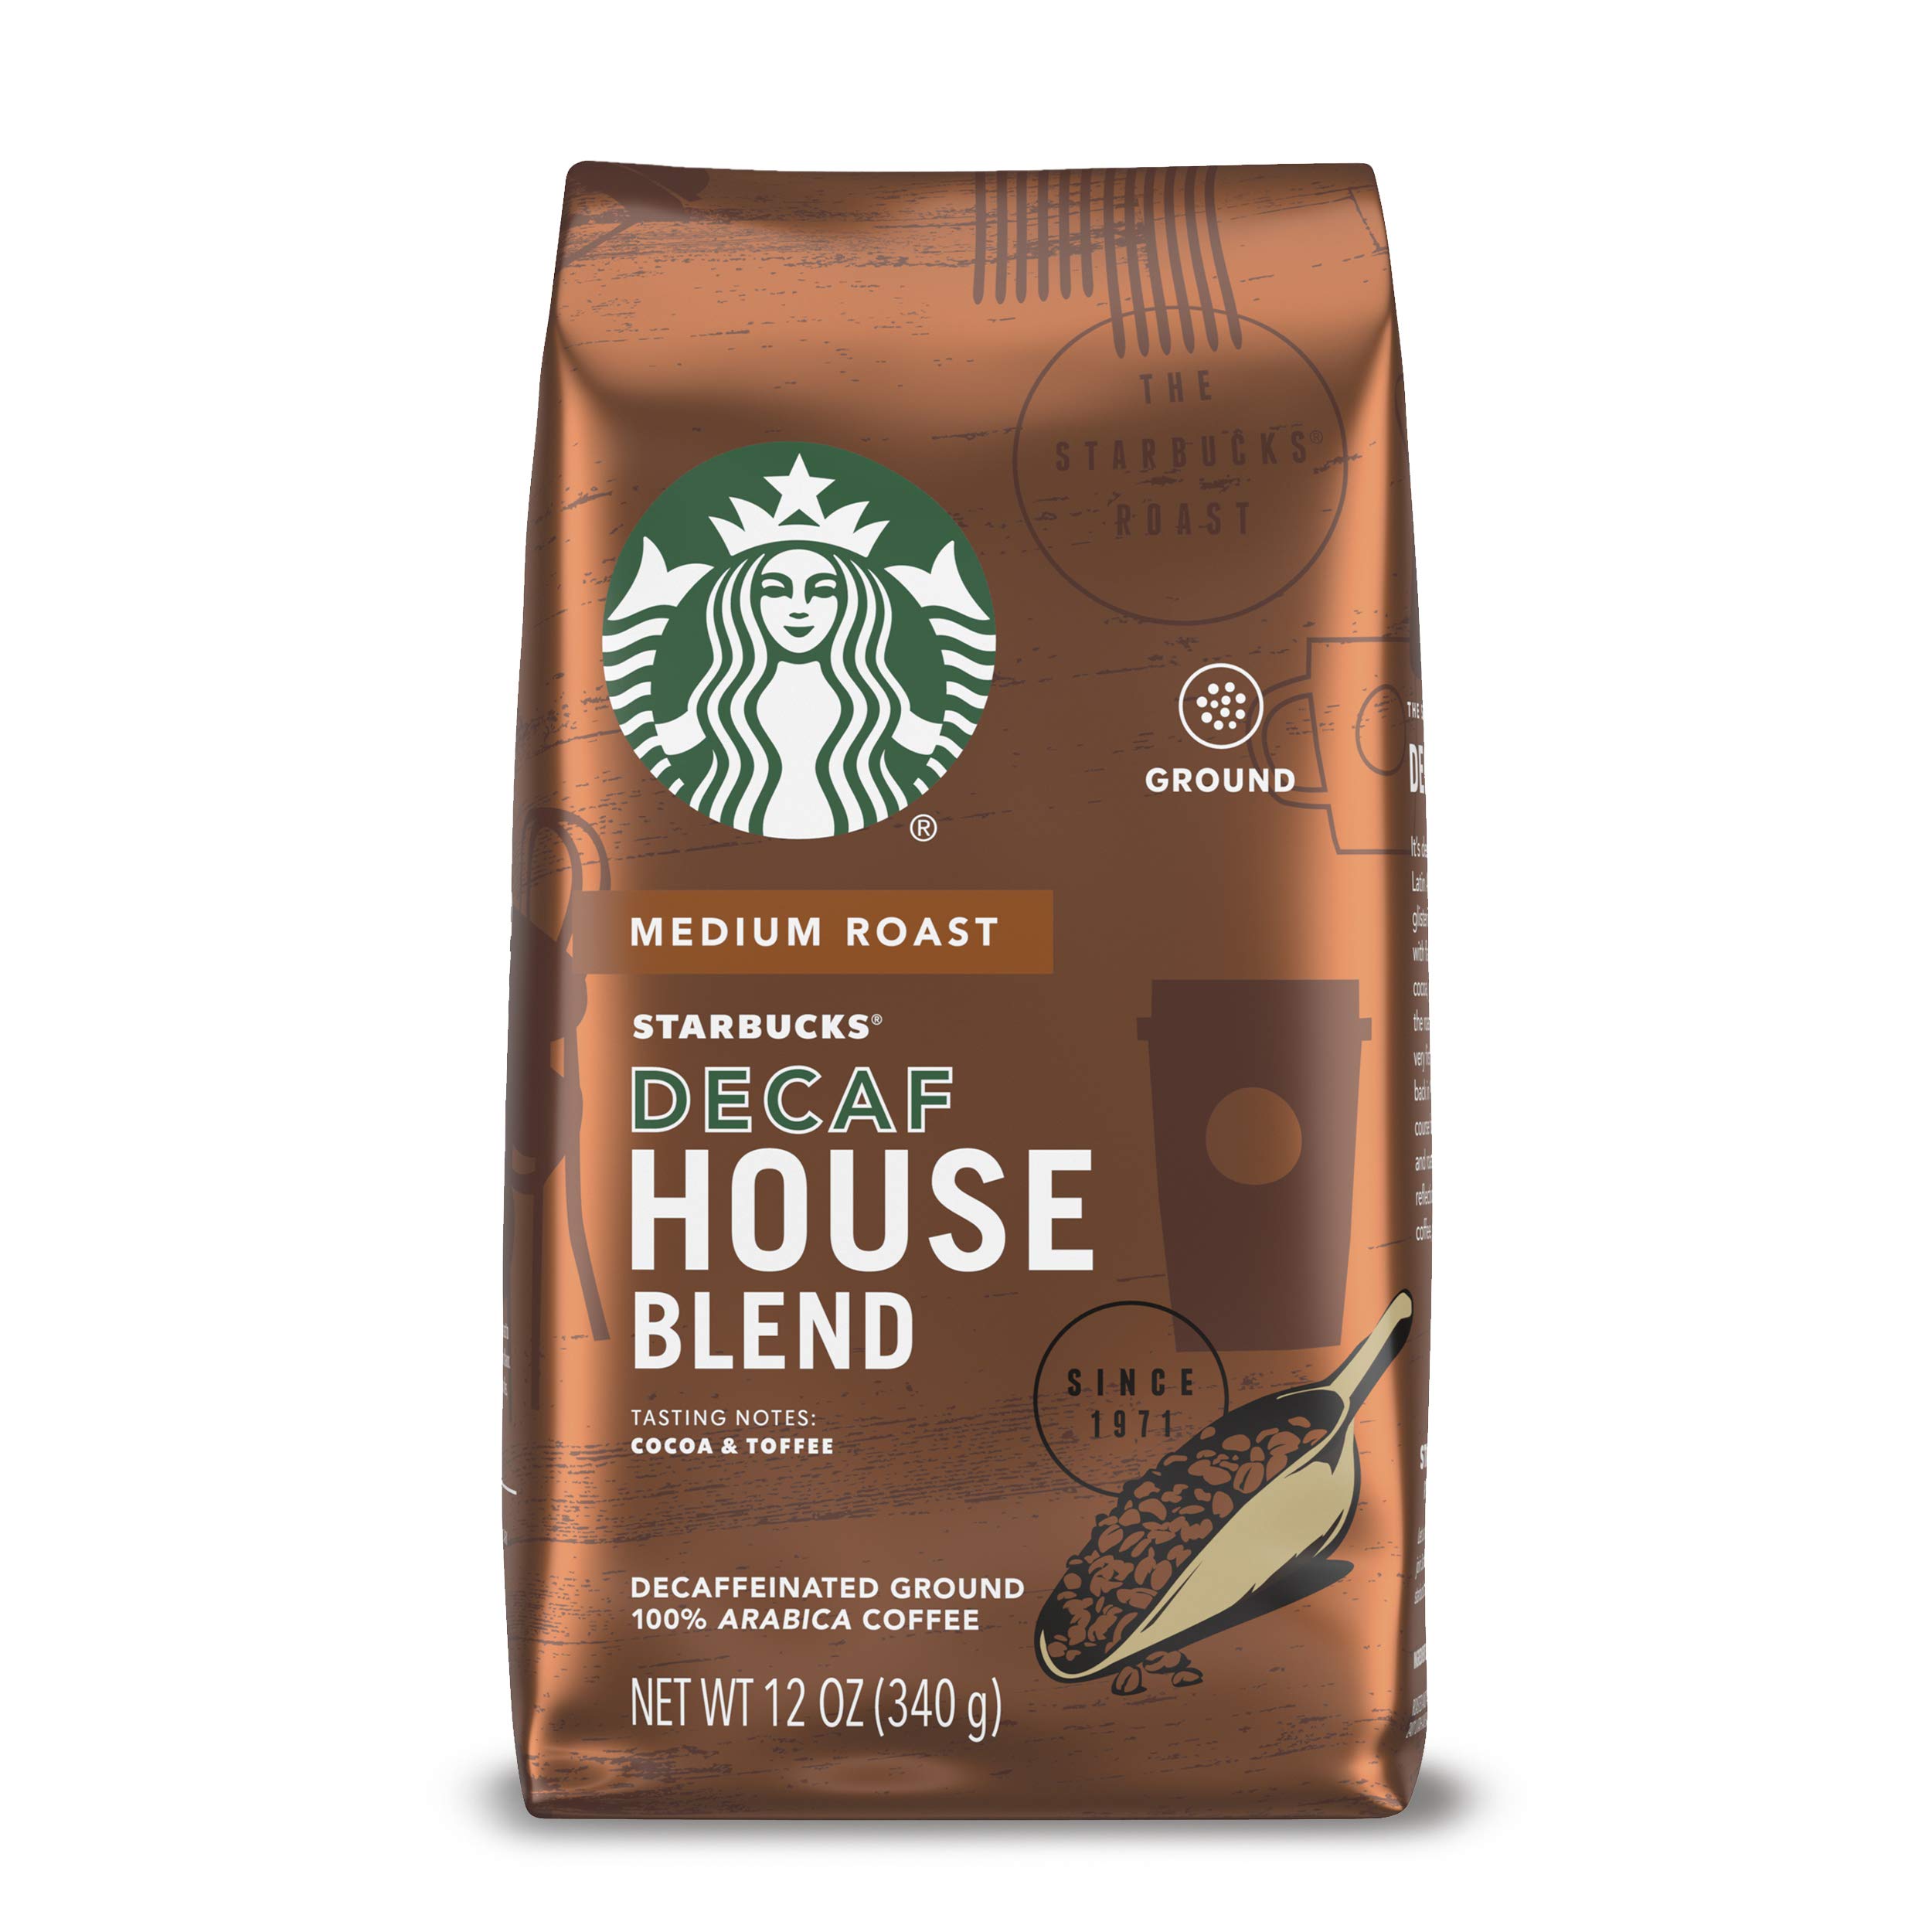 THE
STARBUCKS®
ROAST
GROUND
®
MEDIUM ROAST
STARBUCKS®
DECAF
HOUSE
BLEND
TASTING NOTES:
COCOA & TOFFEE
SINCE
1971
DECAFFEINATED GROUND
100% ARABICA COFFEE
NET WT 12 OZ (340 g)